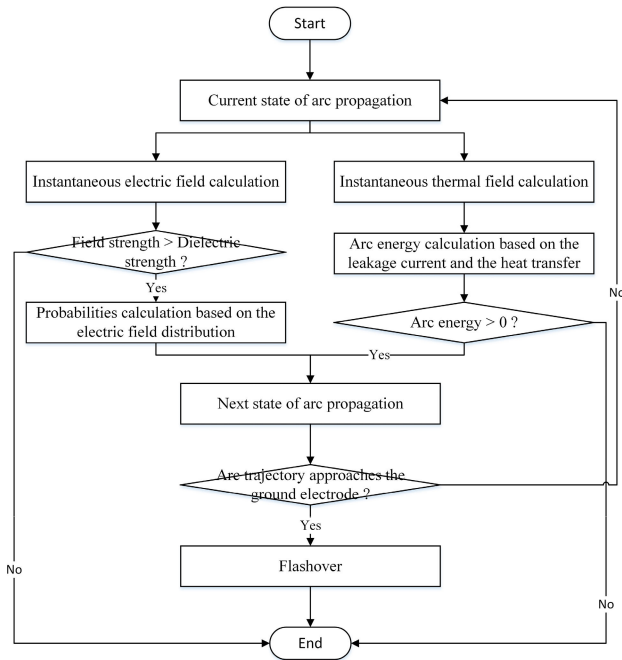 Start
Current state of arc propagation
Instantaneous electric field calculation
Instantaneous thermal field calculation
Field strength > Dielectric
strength ?
Arc energy calculation based on the
leakage current and the heat transfer
Yes
No
Probabilities calculation based on the
electric field distribution
Arc energy > 0 ?
Yes
Next state of arc propagation
Arc trajectory approaches the
ground electrode ?
Yes
Flashover
No
No
End